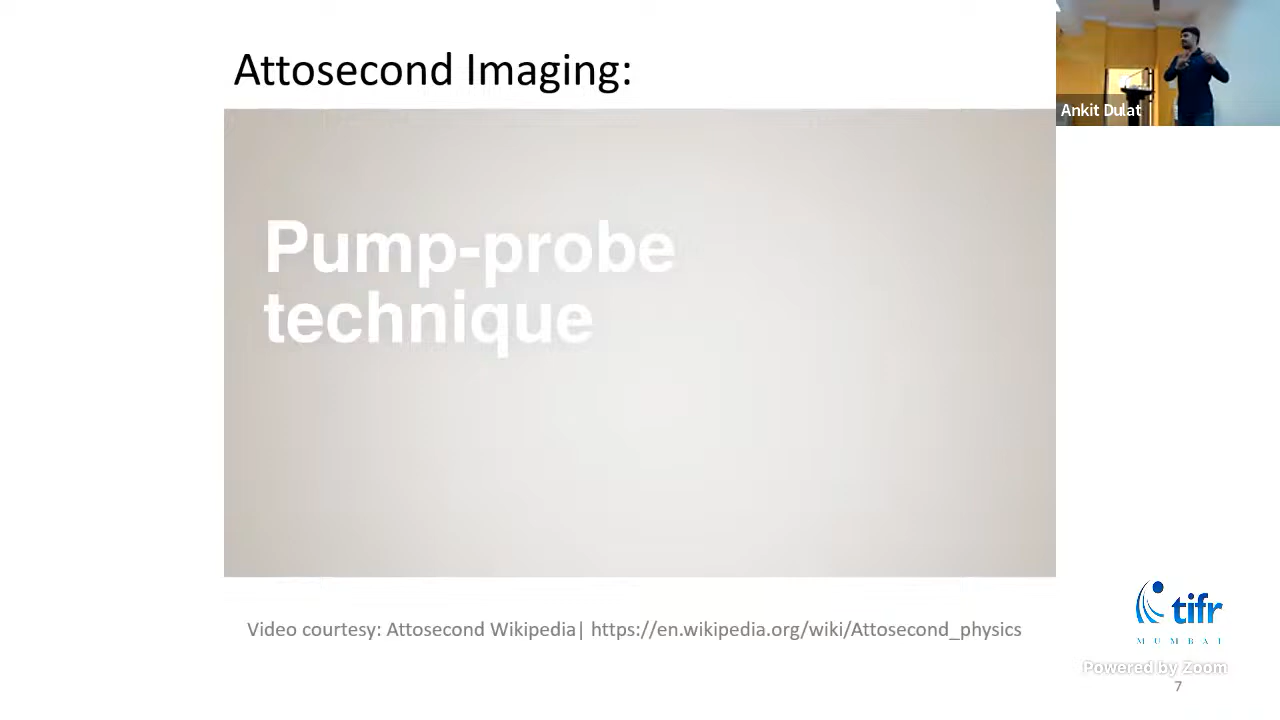 Attosecond Imaging:
Ankit Dulat
Pump-probe
technique
Video courtesy: Attosecond Wikipedia| https://en.wikipedia.org/wiki/Attosecond_physics
tifr
MUMBAI
Powered by Zoom
7